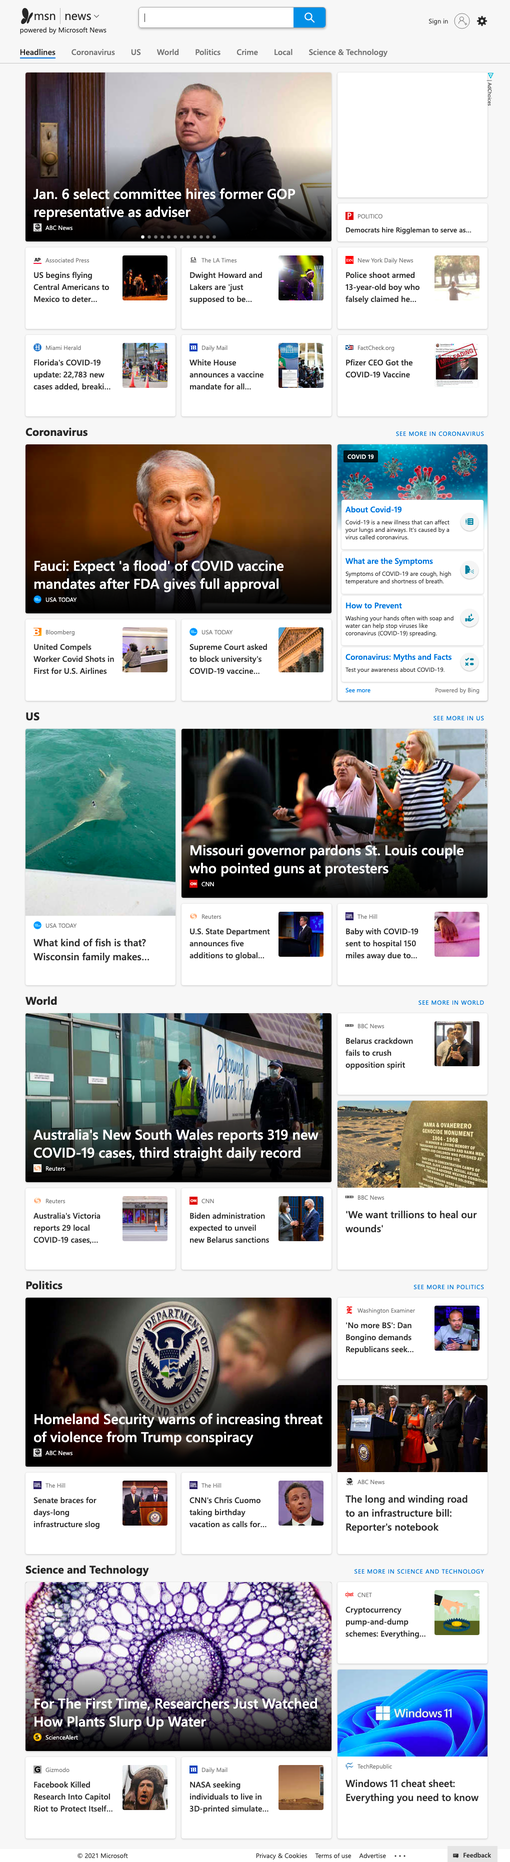 msn news
powered by Microsoft News
Sign in
Headlines Coronavirus US World Politics Crime Local Science & Technology
Jan. 6 select committee hires former GOP
representative as adviser
ABC News
AdChoices
POLITICO
Democrats hire Riggleman to serve as...
Associated Press
US begins flying
Central Americans to
Mexico to deter...
The LA Times
Dwight Howard and
Lakers are 'just
supposed to be...
New York Daily News
Police shoot armed
13-year-old boy who
falsely claimed he...
Miami Herald
Florida's COVID-19
update: 22,783 new
cases added, breaki...
Daily Mail
White House
announces a vaccine
mandate for all...
FactCheck.org
Pfizer CEO Got the
COVID-19 Vaccine
Coronavirus
SEE MORE IN CORONAVIRUS
Fauci: Expect 'a flood' of COVID vaccine
mandates after FDA gives full approval
USA TODAY
COVID 19
About Covid-19
Covid-19 is a new illness that can affect
your lungs and airways. It's caused by a
virus called coronavirus.
What are the Symptoms
Symptoms of COVID-19 are cough, high
temperature and shortness of breath.
How to Prevent
Washing your hands often with soap and
water can help stop viruses like
coronavirus (COVID-19) spreading.
Coronavirus: Myths and Facts
Test your awareness about COVID-19.
See more
Powered by Bing
Bloomberg
United Compels
Worker Covid Shots in
First for U.S. Airlines
USA TODAY
Supreme Court asked
to block university's
COVID-19 vaccine...
US
SEE MORE IN US
USA TODAY
What kind of fish is that?
Wisconsin family makes...
Missouri governor pardons St. Louis couple
who pointed guns at protesters
CNN
Reuters
U.S. State Department
announces five
additions to global...
The Hill
Baby with COVID-19
sent to hospital 150
miles away due to...
World
SEE MORE IN WORLD
Australia's New South Wales reports 319 new
COVID-19 cases, third straight daily record
Reuters
BBC News
Belarus crackdown
fails to crush
opposition spirit
NAMA & OVAHERERO
GENOCIDE MONUMENT
1904 - 1908
BBC News
'We want trillions to heal our
wounds'
Reuters
Australia's Victoria
reports 29 local
COVID-19 cases,...
CNN
Biden administration
expected to unveil
new Belarus sanctions
Politics
SEE MORE IN POLITICS
U.S. DEPARTMENT OF
HOMELAND SECURITY
Homeland Security warns of increasing threat
of violence from Trump conspiracy
ABC News
Washington Examiner
'No more BS': Dan
Bongino demands
Republicans seek...
ABC News
The long and winding road
to an infrastructure bill:
Reporter's notebook
The Hill
Senate braces for
days-long
infrastructure slog
The Hill
CNN's Chris Cuomo
taking birthday
vacation as calls for...
Science and Technology
SEE MORE IN SCIENCE AND TECHNOLOGY
For The First Time, Researchers Just Watched
How Plants Slurp Up Water
ScienceAlert
CNET
Cryptocurrency
pump-and-dump
schemes: Everything...
Windows 11
TechRepublic
Windows 11 cheat sheet:
Everything you need to know
Gizmodo
Facebook Killed
Research Into Capitol
Riot to Protect Itself...
Daily Mail
NASA seeking
individuals to live in
3D-printed simulate...
© 2021 Microsoft
Privacy & Cookies Terms of use Advertise ...
Feedback